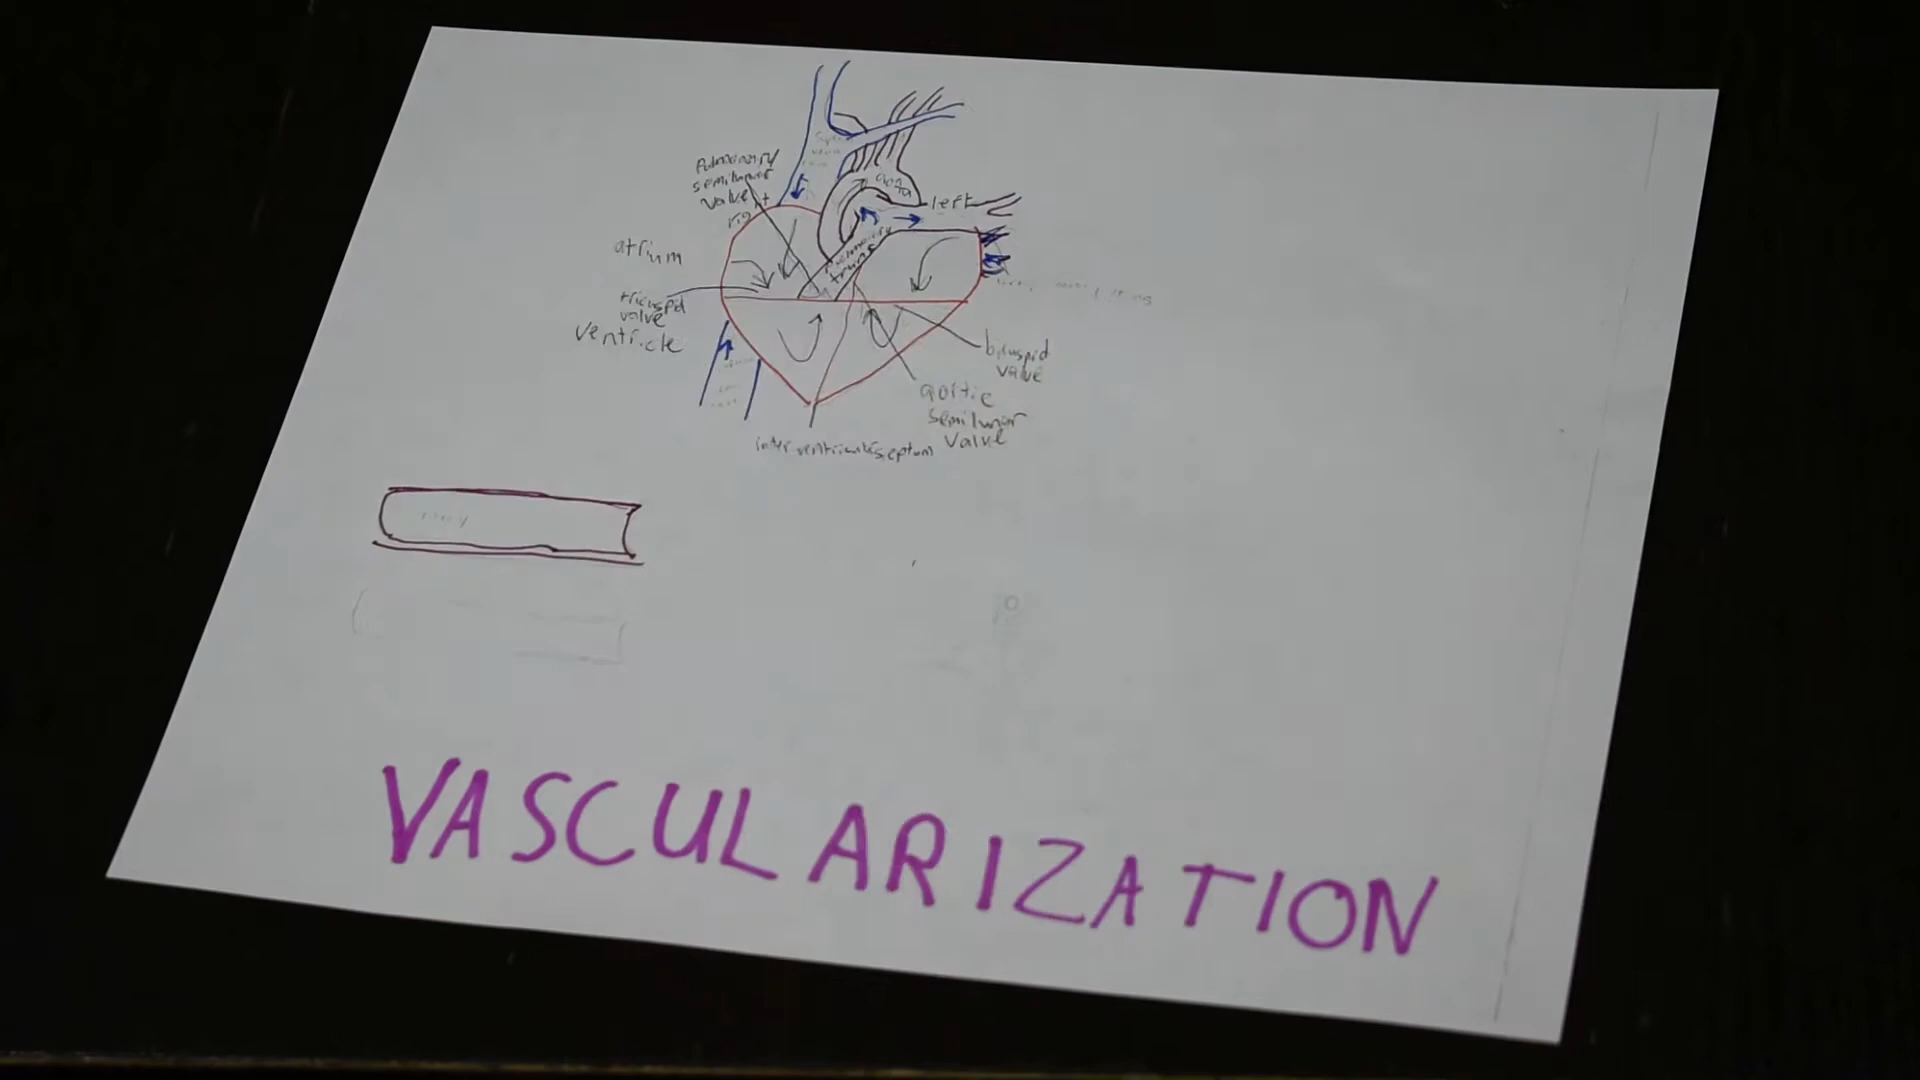 Pulmonary
semilunar
valve
right
aorta
left
pulmonary
trunk
atrium
tricuspid
valve
ventricle
bicuspid
valve
aortic
semilunar
valve
interventricular septum
VASCULARIZATION